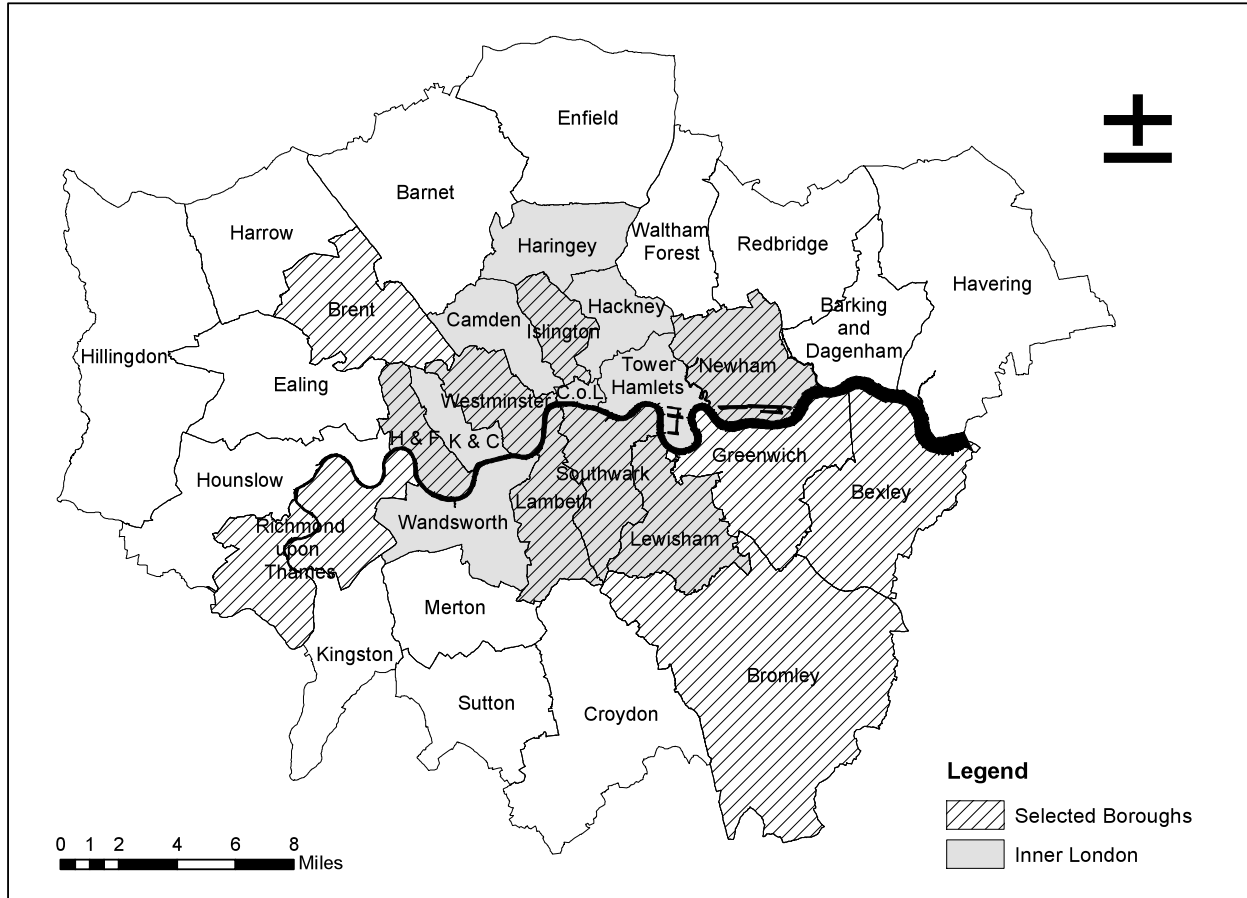 Enfield
Barnet
Harrow
Haringey
Waltham
Forest
Redbridge
Havering
Brent
Camden
Islington
Hackney
Barking
and
Dagenham
Hillingdon
Ealing
Westminster
C.o.L
Tower
Hamlets
Newham
H & F
K & C
Hounslow
Richmond
upon
Thames
Wandsworth
Lambeth
Southwark
Lewisham
Greenwich
Bexley
Merton
Kingston
Sutton
Croydon
Bromley
Legend
Selected Boroughs
Inner London
0 1 2 4 6 8
Miles